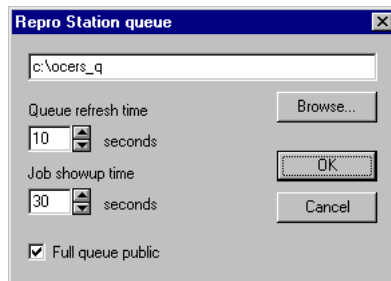 Repro Station queue
c:\ocers_q
Queue refresh time
Browse...
10 seconds
OK
Job showup time
30 seconds
Cancel
Full queue public